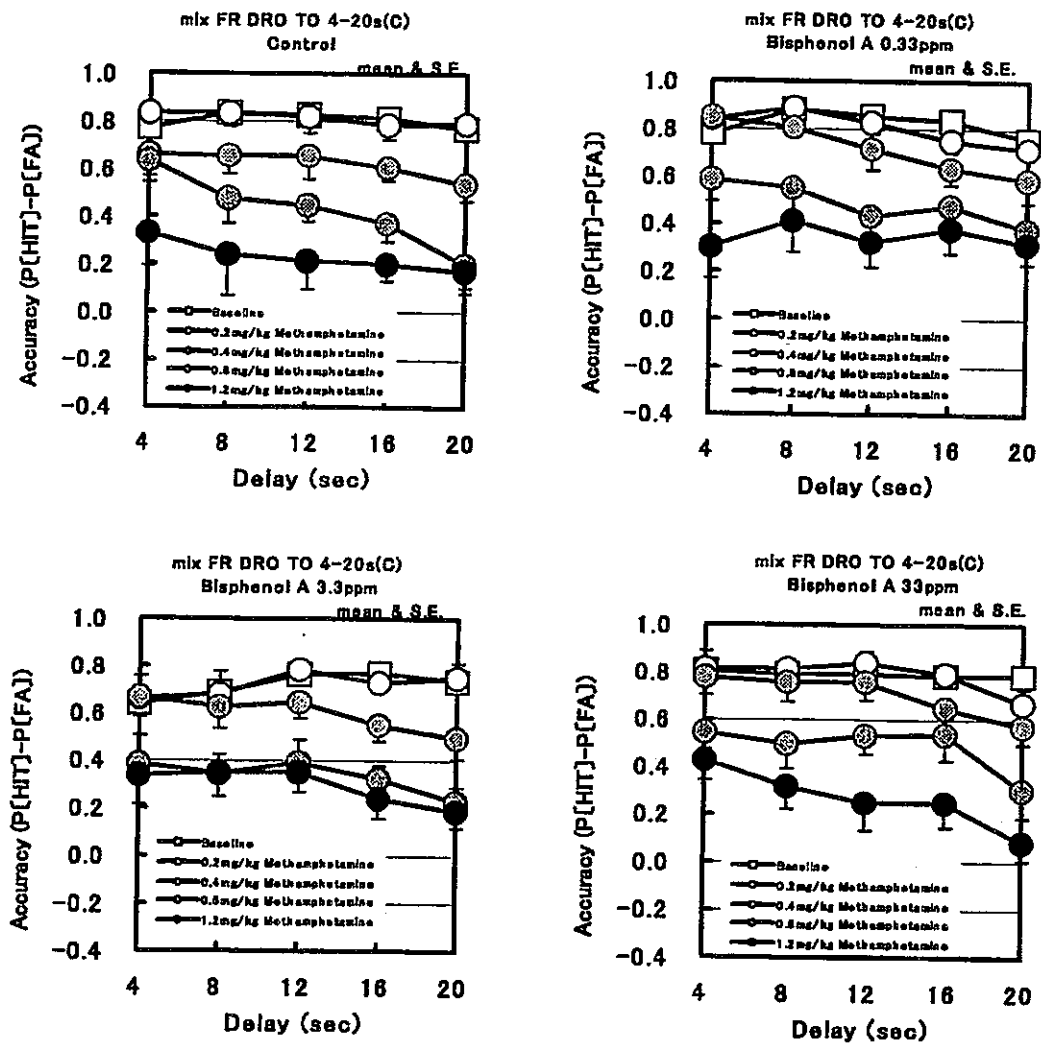 mix FR DRO TO 4-20s(C)
Control
mean & S.E.
Accuracy (P[HIT]-P[FA])
1.0
0.8
0.6
0.4
0.2
0.0
-0.2
-0.4
Baseline
0.2mg/kg Methamphetamine
0.4mg/kg Methamphetamine
0.8mg/kg Methamphetamine
1.2mg/kg Methamphetamine
4 8 12 16 20
Delay (sec)
mix FR DRO TO 4-20s(C)
Bisphenol A 0.33ppm
mean & S.E.
Accuracy (P[HIT]-P[FA])
1.0
0.8
0.6
0.4
0.2
0.0
-0.2
-0.4
Baseline
0.2mg/kg Methamphetamine
0.4mg/kg Methamphetamine
0.8mg/kg Methamphetamine
1.2mg/kg Methamphetamine
4 8 12 16 20
Delay (sec)
mix FR DRO TO 4-20s(C)
Bisphenol A 3.3ppm
mean & S.E.
Accuracy (P[HIT]-P[FA])
1.0
0.8
0.6
0.4
0.2
0.0
-0.2
-0.4
Baseline
0.2mg/kg Methamphetamine
0.4mg/kg Methamphetamine
0.8mg/kg Methamphetamine
1.2mg/kg Methamphetamine
4 8 12 16 20
Delay (sec)
mix FR DRO TO 4-20s(C)
Bisphenol A 33ppm
mean & S.E.
Accuracy (P[HIT]-P[FA])
1.0
0.8
0.6
0.4
0.2
0.0
-0.2
-0.4
Baseline
0.2mg/kg Methamphetamine
0.4mg/kg Methamphetamine
0.8mg/kg Methamphetamine
1.2mg/kg Methamphetamine
4 8 12 16 20
Delay (sec)